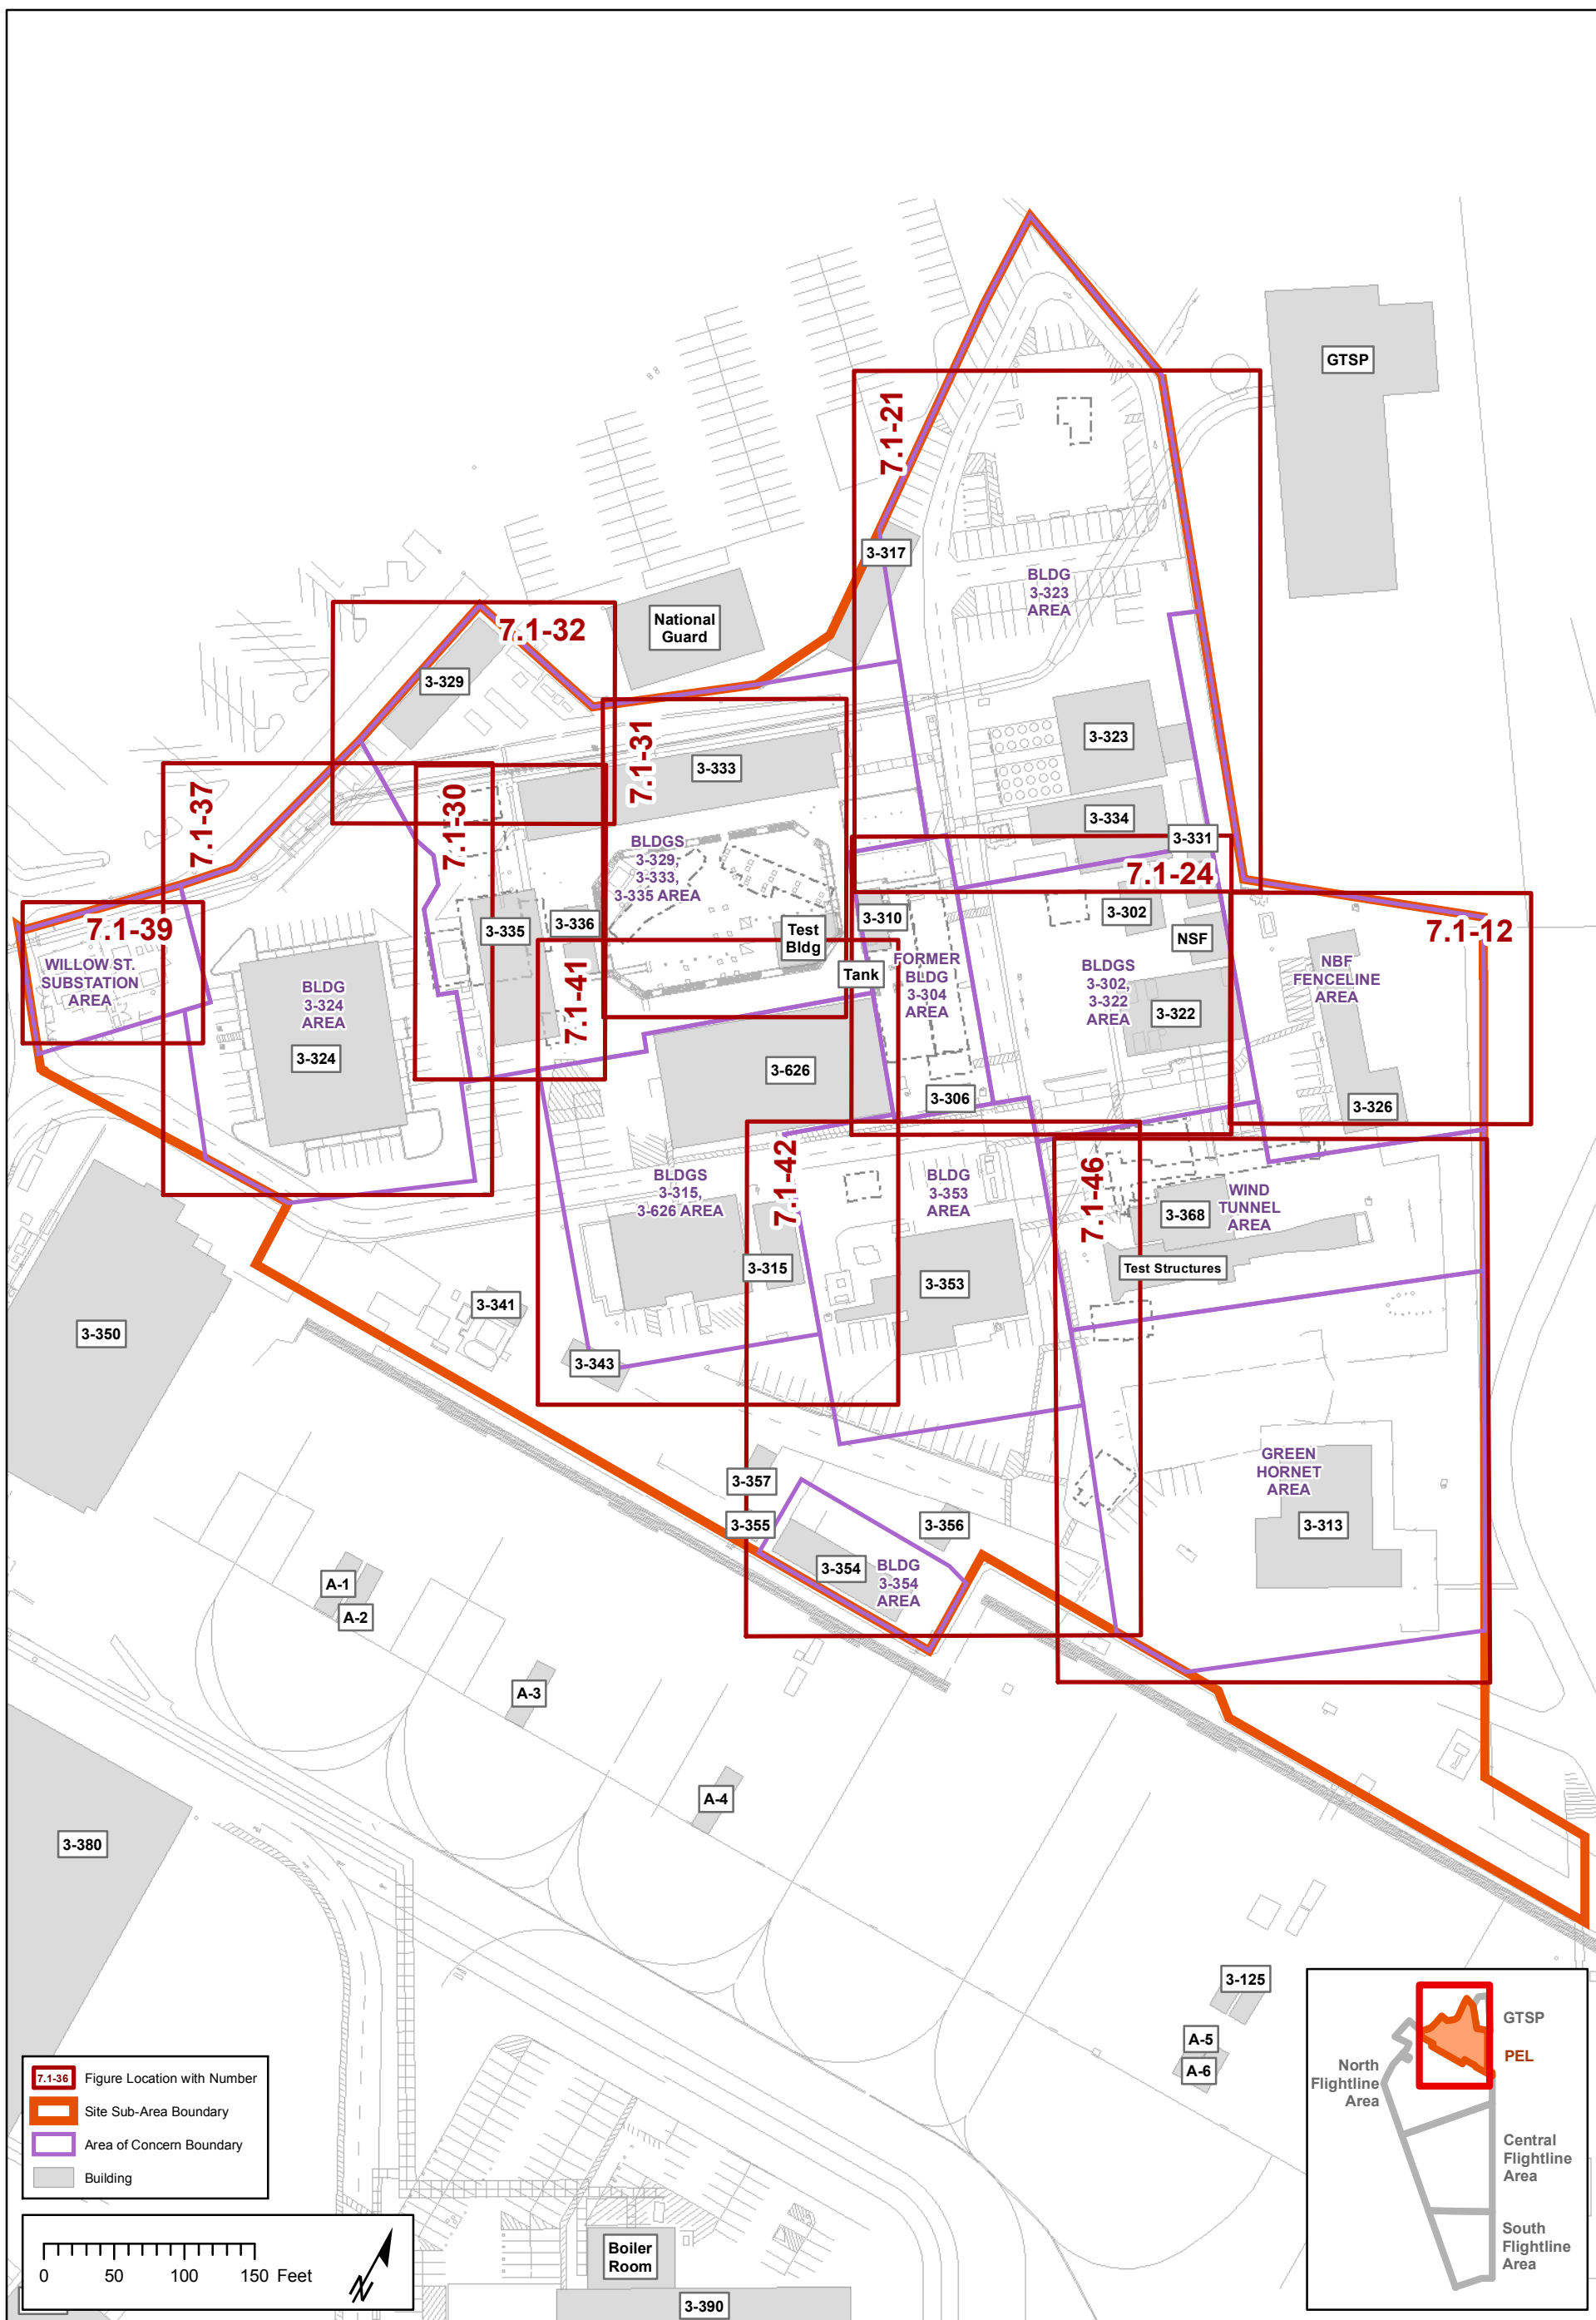 GTSP
7.1-21
3-317
BLDG
3-323
AREA
National
Guard
7.1-32
3-329
7.1-31
3-333
3-323
3-334
3-331
7.1-24
7.1-37
7.1-30
BLDGS
3-329,
3-333,
3-335 AREA
3-302
3-310
3-336
3-335
Test
Bldg
NSF
7.1-12
7.1-39
WILLOW ST.
SUBSTATION
AREA
BLDG
3-324
AREA
3-324
7.1-41
Tank
FORMER
BLDG
3-304
AREA
BLDGS
3-302,
3-322
AREA
3-322
NBF
FENCELINE
AREA
3-626
3-306
3-326
BLDGS
3-315,
3-626 AREA
7.1-42
BLDG
3-353
AREA
7.1-46
3-368
WIND
TUNNEL
AREA
3-315
3-353
Test Structures
3-341
3-350
3-343
GREEN
HORNET
AREA
3-357
3-355
3-356
3-313
3-354
BLDG
3-354
AREA
A-1
A-2
A-3
A-4
3-380
3-125
A-5
A-6
7.1-36 Figure Location with Number
Site Sub-Area Boundary
Area of Concern Boundary
Building
0 50 100 150 Feet
N
Boiler
Room
3-390
GTSP
PEL
North
Flightline
Area
Central
Flightline
Area
South
Flightline
Area